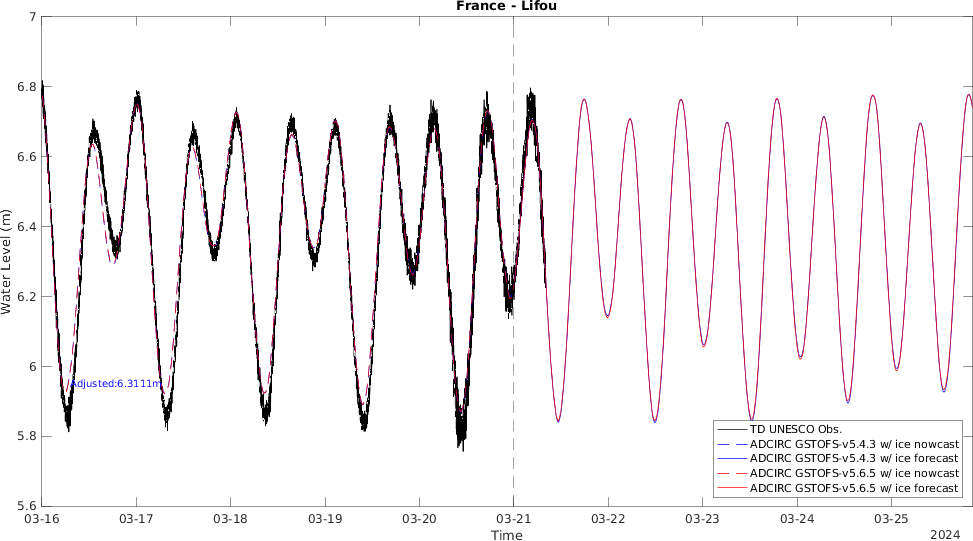 France - Lifou
7
6.8
6.6
6.4
6.2
6
5.8
5.6
Water Level (m)
Adjusted:6.3111m
TD UNESCO Obs.
ADCIRC GSTOFS-v5.4.3 w/ ice nowcast
ADCIRC GSTOFS-v5.4.3 w/ ice forecast
ADCIRC GSTOFS-v5.6.5 w/ ice nowcast
ADCIRC GSTOFS-v5.6.5 w/ ice forecast
03-16 03-17 03-18 03-19 03-20 03-21 03-22 03-23 03-24 03-25
Time
2024